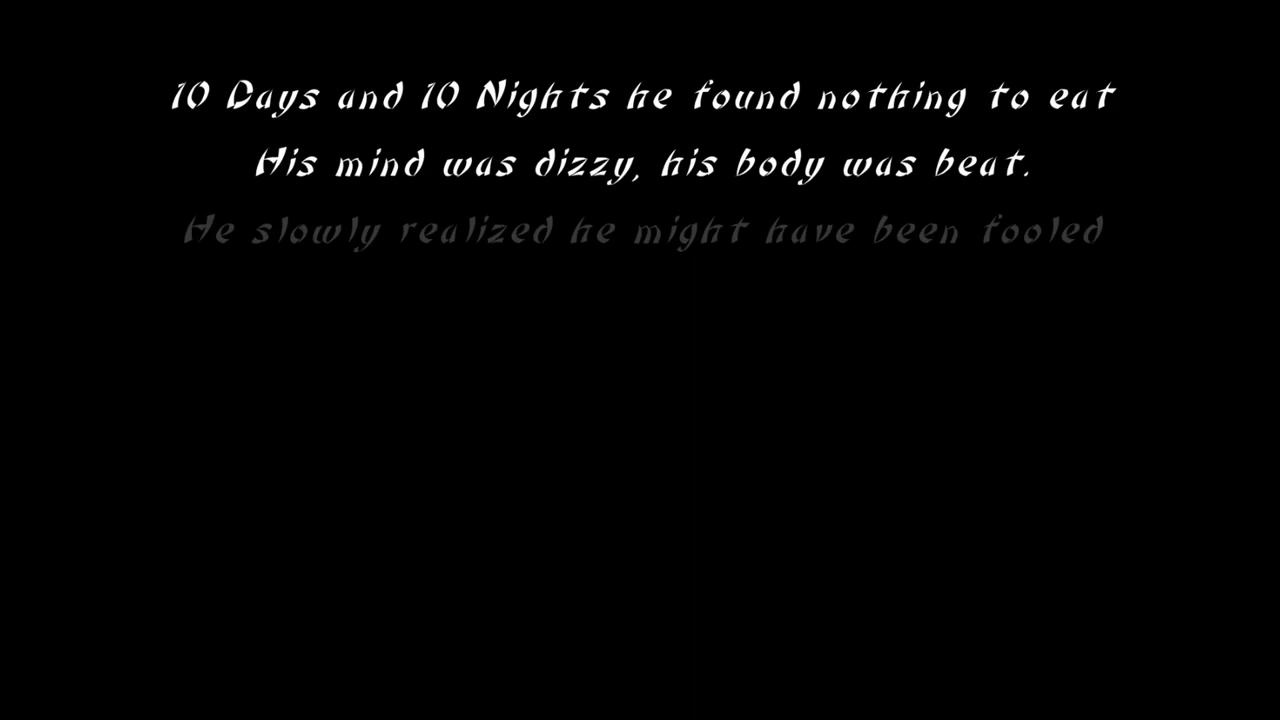 10 Days and 10 Nights he found nothing to eat
His mind was dizzy, his body was beat.
He slowly realized he might have been fooled